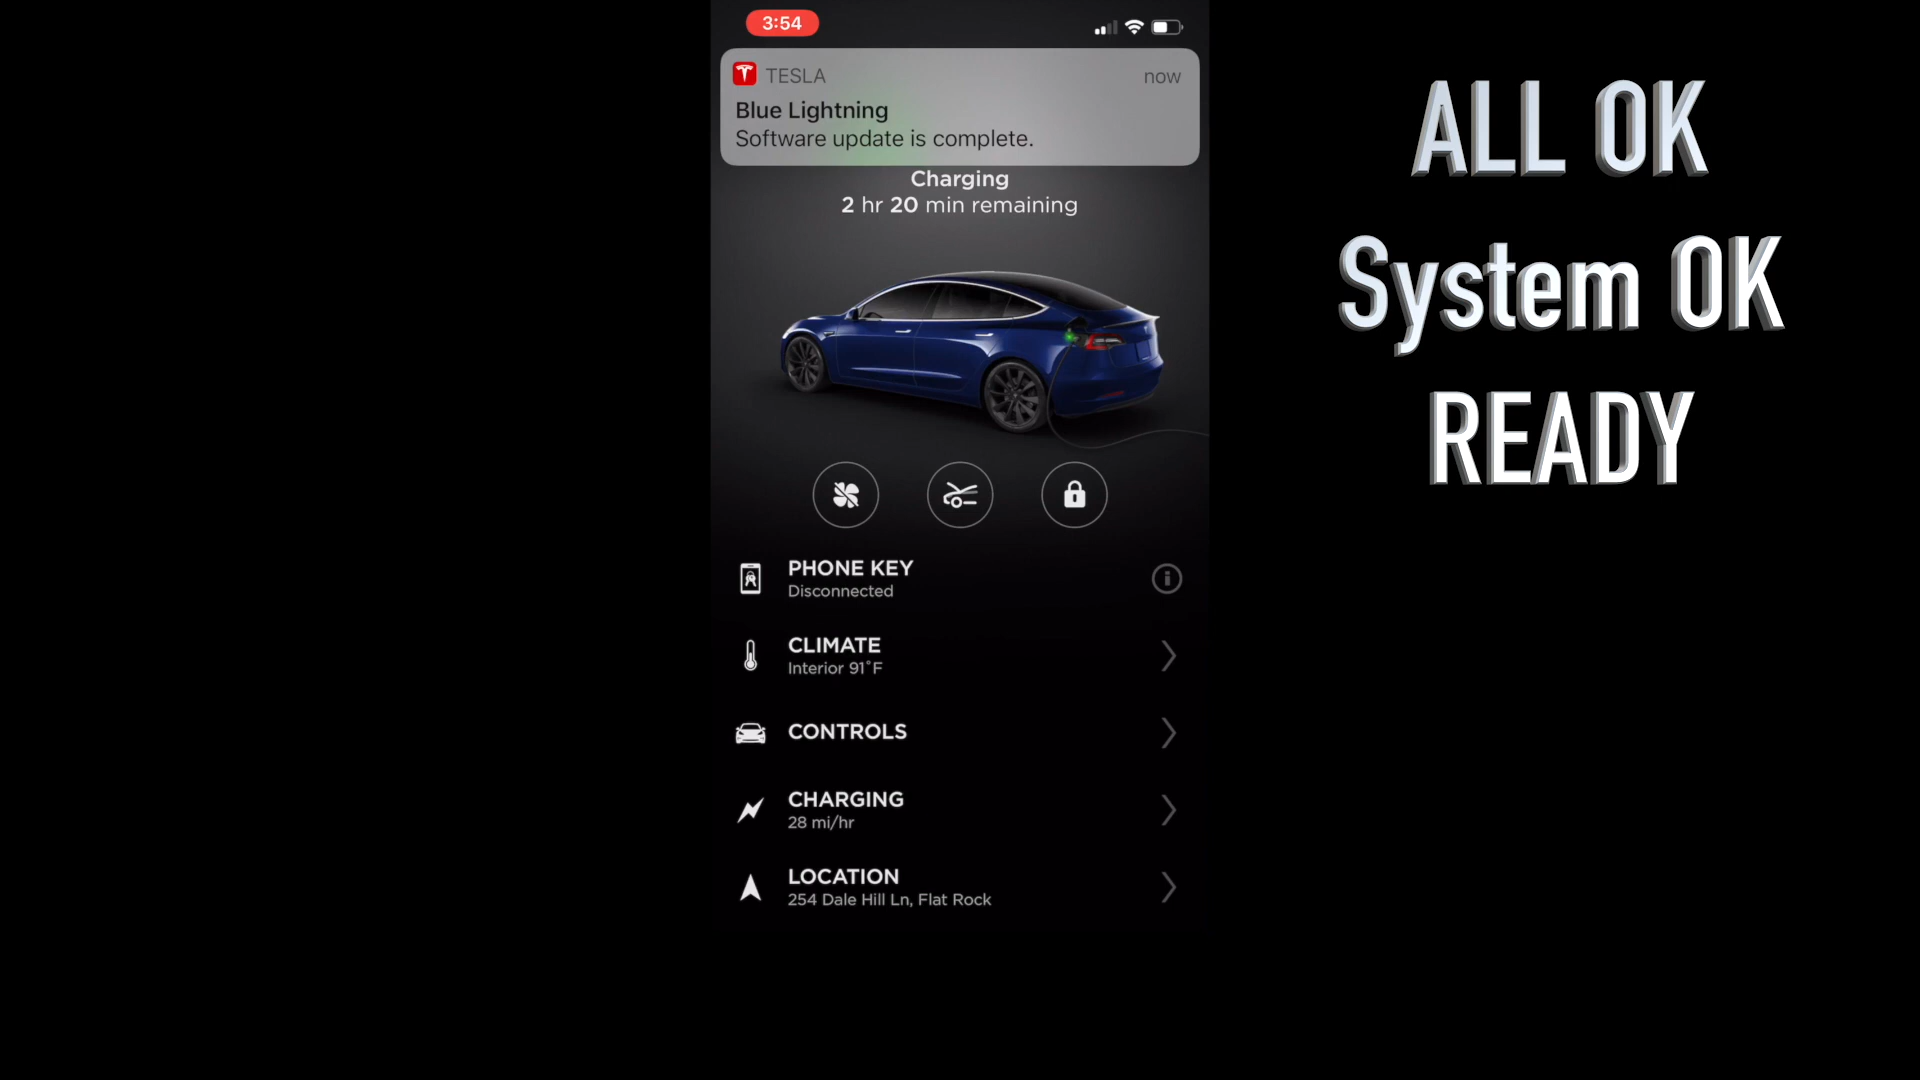 3:54
TESLA
now
Blue Lightning
Software update is complete.
Charging
2 hr 20 min remaining
PHONE KEY
Disconnected
CLIMATE
Interior 91°F
CONTROLS
CHARGING
28 mi/hr
LOCATION
254 Dale Hill Ln, Flat Rock
ALL OK
System OK
READY